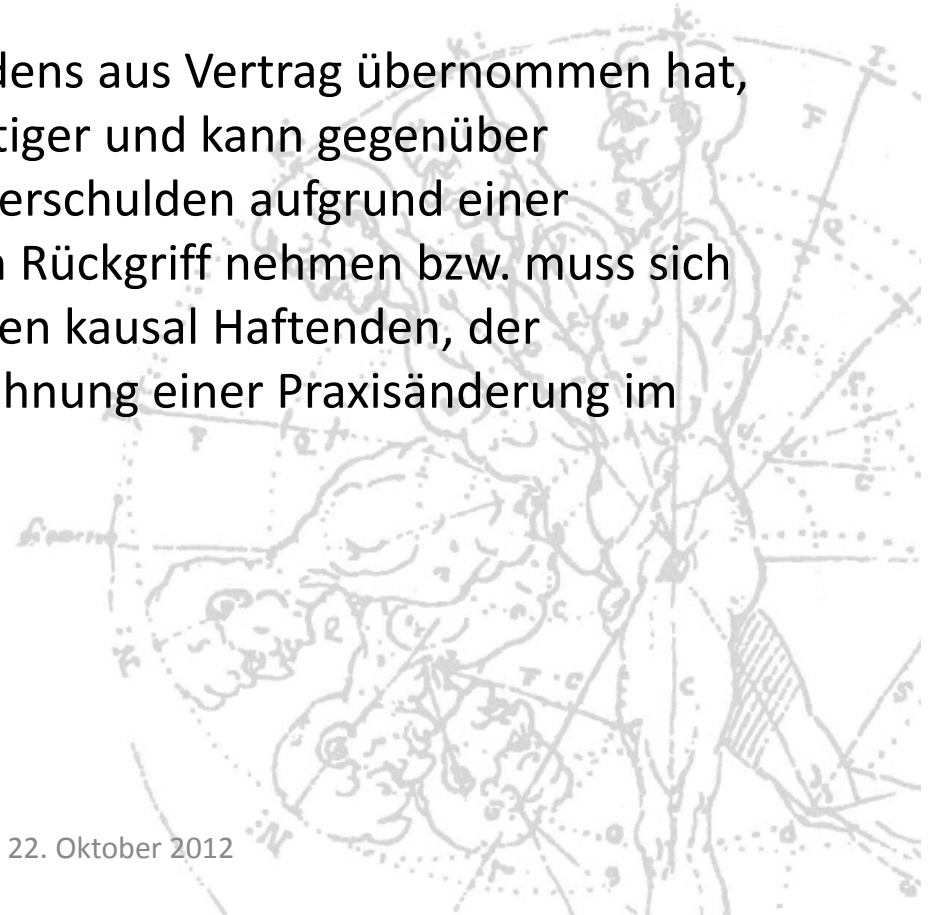 dens aus Vertrag übernommen hat,
tiger und kann gegenüber
erschulden aufgrund einer
Rückgriff nehmen bzw. muss sich
en kausal Haftenden, der
hnung einer Praxisänderung im
22. Oktober 2012